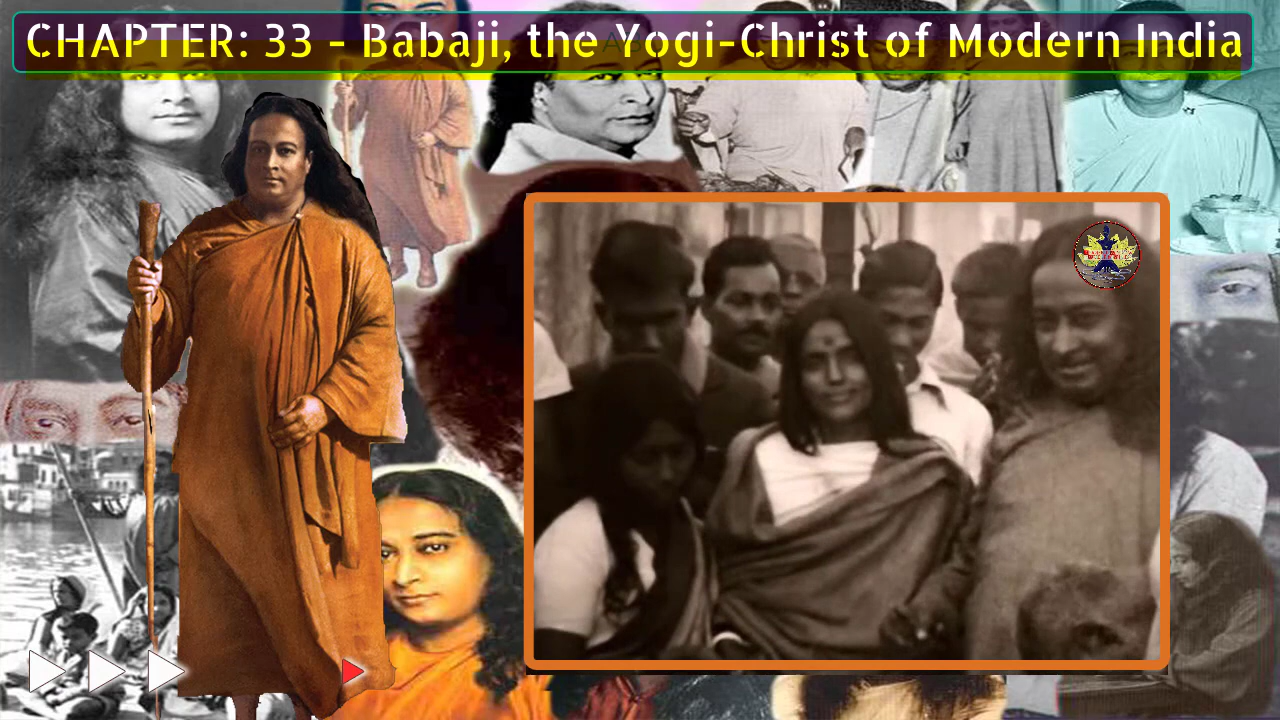 CHAPTER: 33 - Babaji, the Yogi-Christ of Modern India